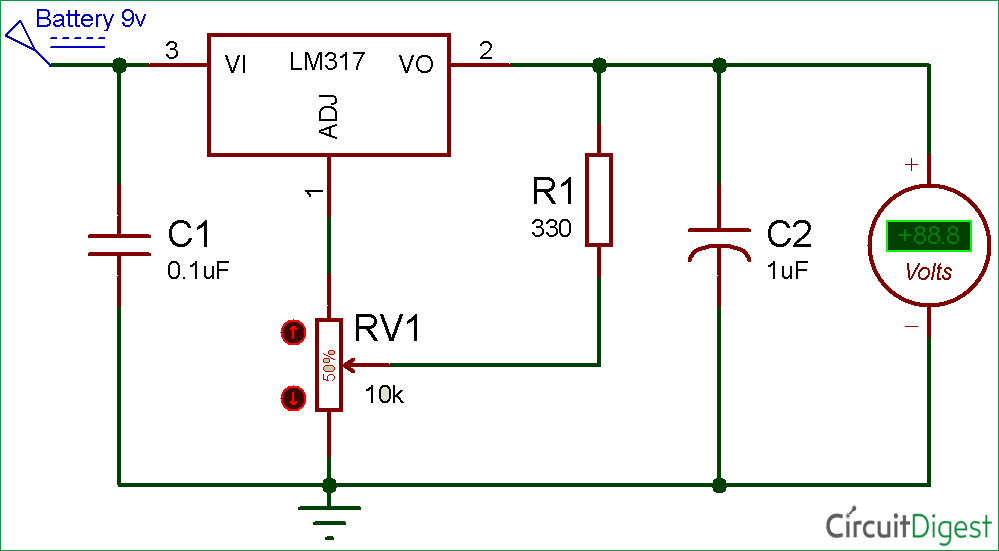 Battery 9v
3
VI
LM317
VO
2
ADJ
1
+
R1
330
C1
0.1uF
C2
1uF
+88.8
Volts
–
RV1
50%
10k
CircuitDigest